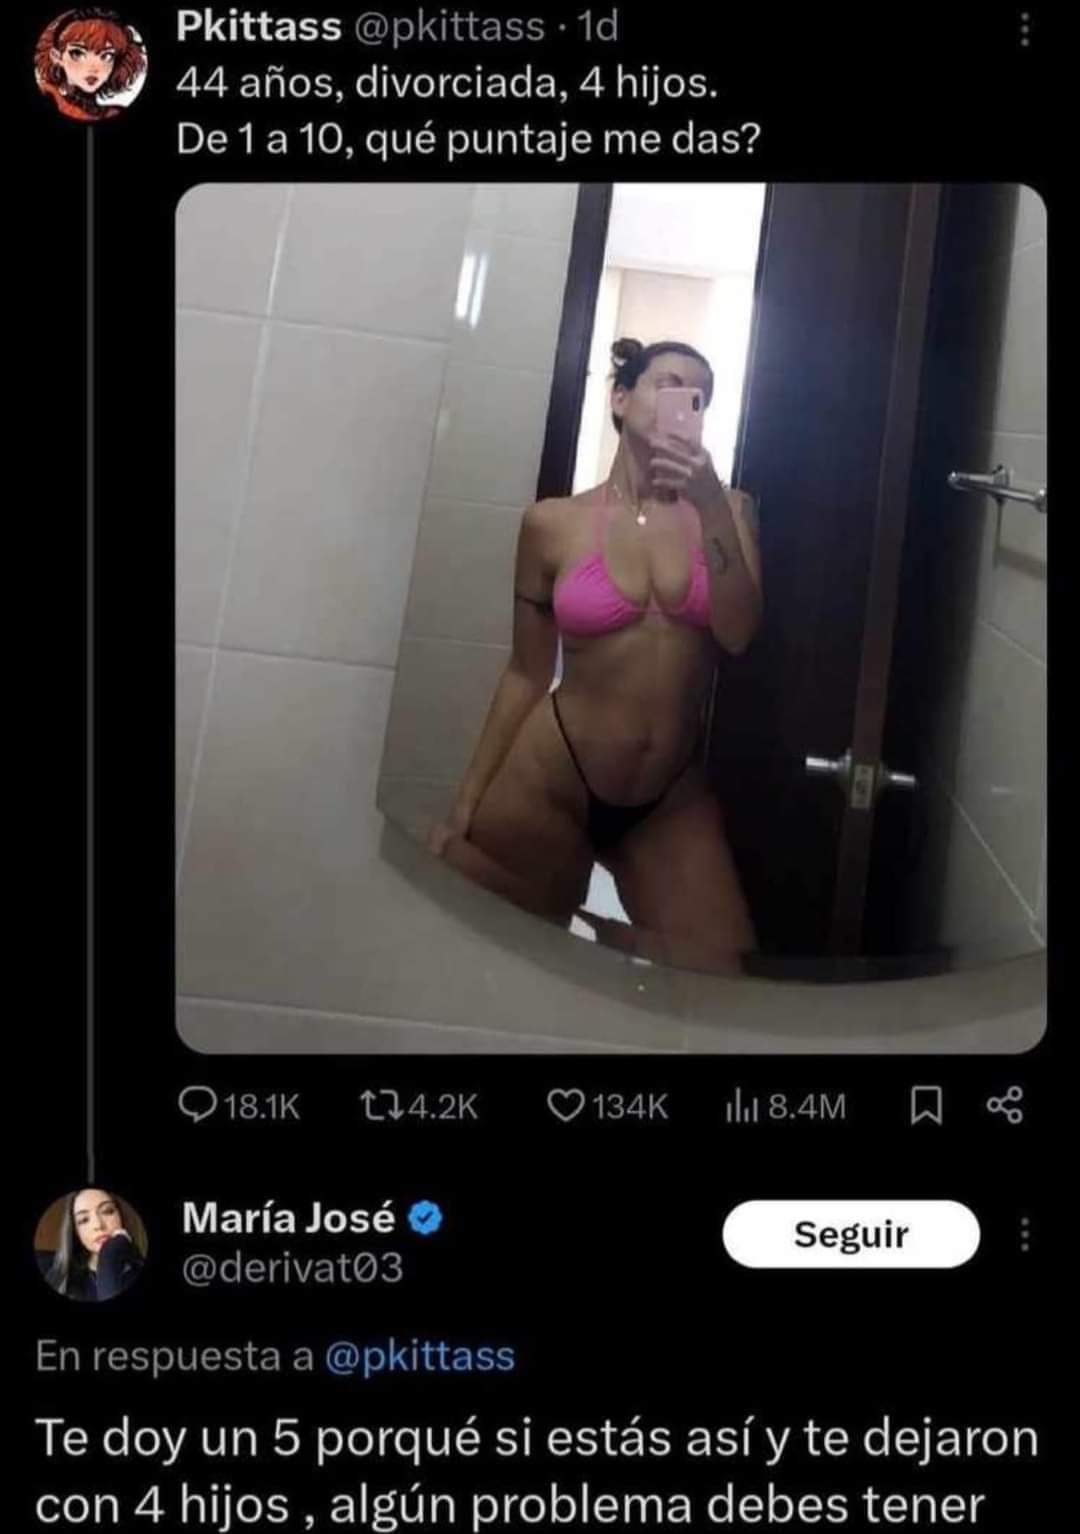 Pkittass @pkittass · 1d
44 años, divorciada, 4 hijos.
De 1 a 10, qué puntaje me das?
18.1K 4.2K 134K 8.4M
María José
Seguir
@derivat03
En respuesta a @pkittass
Te doy un 5 porqué si estás así y te dejaron
con 4 hijos , algún problema debes tener